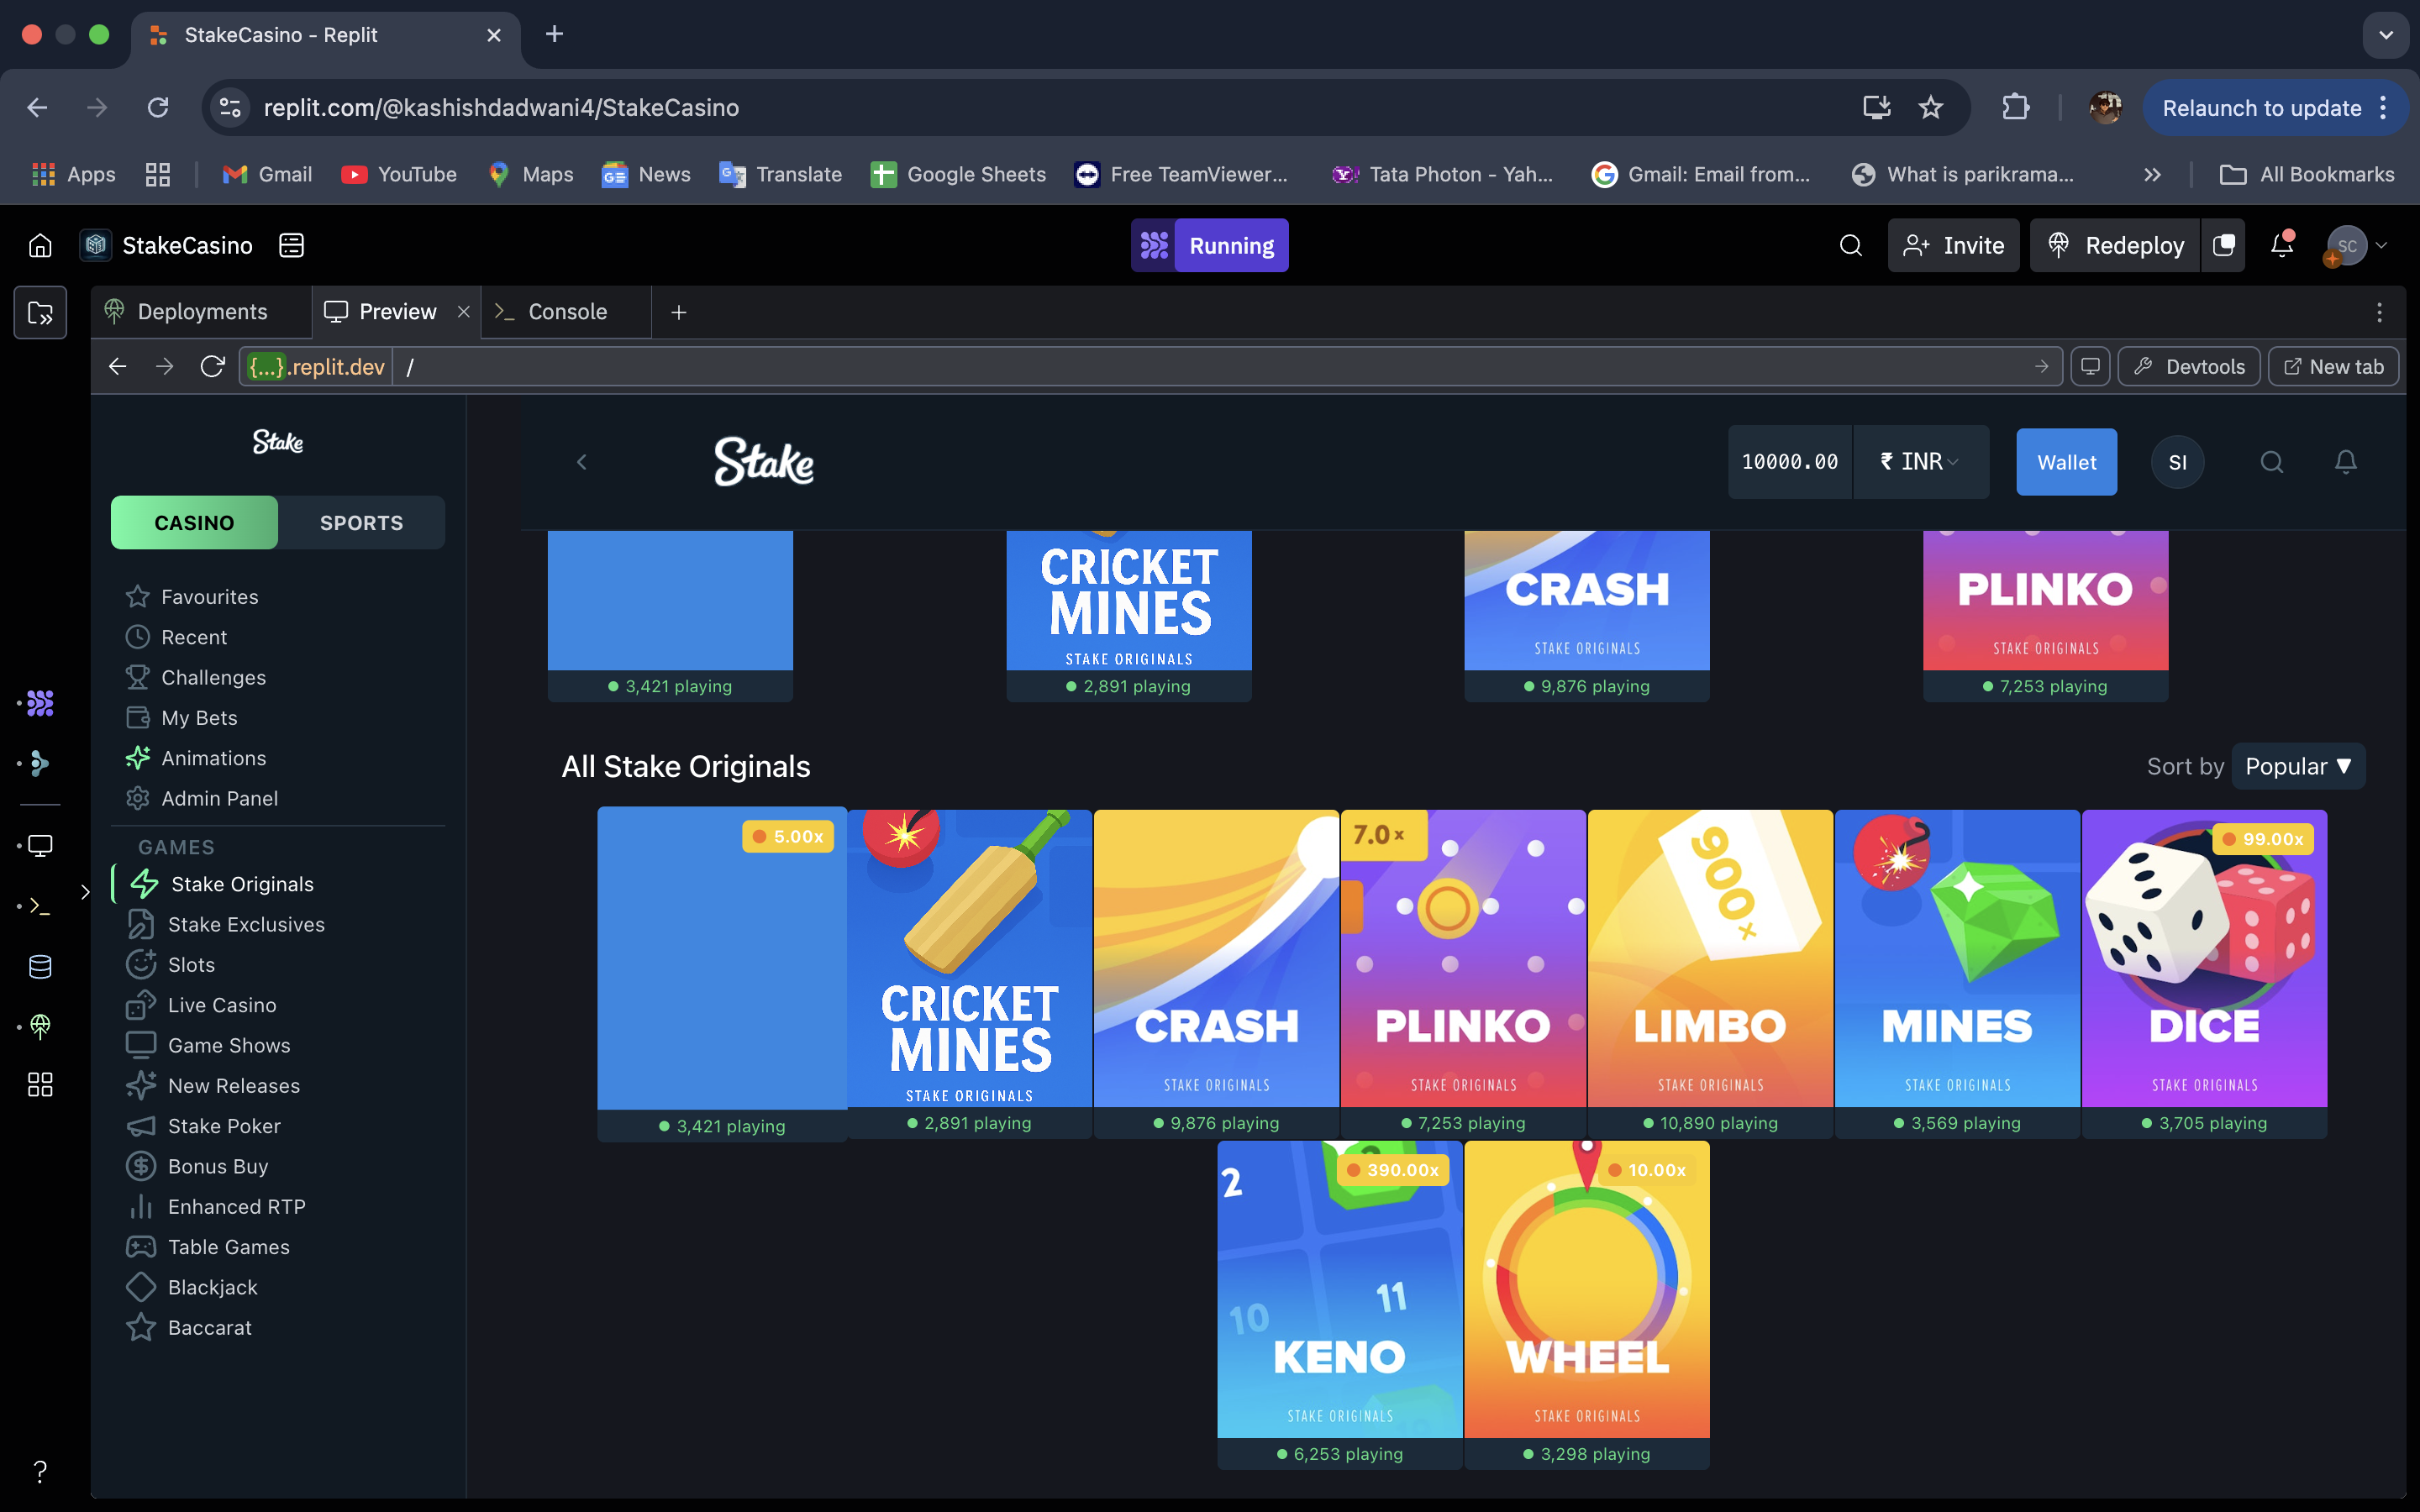 StakeCasino - Replit
replit.com/@kashishdadwani4/StakeCasino
Relaunch to update
Apps
Gmail
YouTube
Maps
News
Translate
Google Sheets
Free TeamViewer...
Tata Photon - Yah...
Gmail: Email from...
What is parikrama...
All Bookmarks
StakeCasino
Running
Invite
Redeploy
SC
Deployments
Preview
Console
{...}.replit.dev
/
Devtools
New tab
Stake
CASINO
SPORTS
Favourites
Recent
Challenges
My Bets
Animations
Admin Panel
GAMES
Stake Originals
Stake Exclusives
Slots
Live Casino
Game Shows
New Releases
Stake Poker
Bonus Buy
Enhanced RTP
Table Games
Blackjack
Baccarat
Stake
10000.00
₹ INR
Wallet
SI
3,421 playing
CRICKET
MINES
STAKE ORIGINALS
2,891 playing
CRASH
STAKE ORIGINALS
9,876 playing
PLINKO
STAKE ORIGINALS
7,253 playing
All Stake Originals
Sort by
Popular ▼
5.00x
3,421 playing
CRICKET
MINES
STAKE ORIGINALS
2,891 playing
CRASH
STAKE ORIGINALS
9,876 playing
7.0×
PLINKO
STAKE ORIGINALS
7,253 playing
900×
LIMBO
STAKE ORIGINALS
10,890 playing
MINES
STAKE ORIGINALS
3,569 playing
99.00x
DICE
STAKE ORIGINALS
3,705 playing
2
390.00x
10
11
KENO
STAKE ORIGINALS
6,253 playing
10.00x
WHEEL
STAKE ORIGINALS
3,298 playing